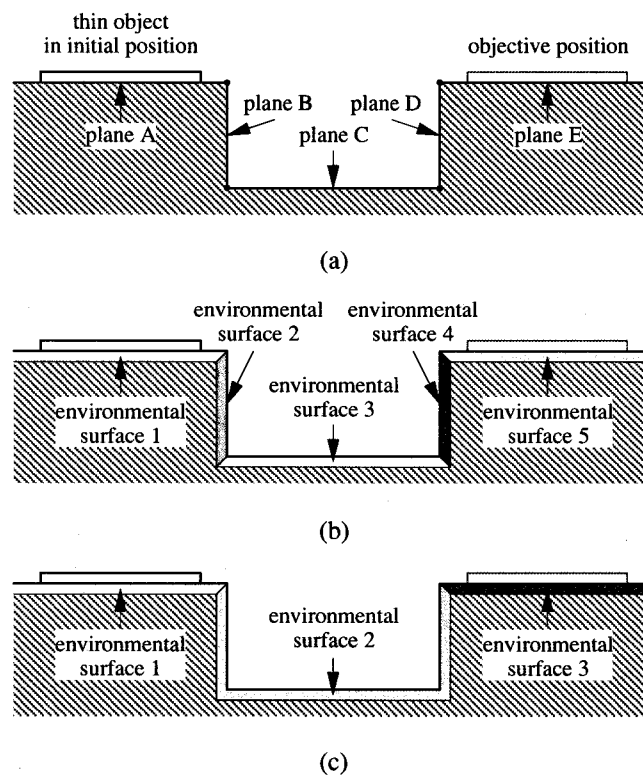 thin object
in initial position
objective position
plane B
plane D
plane A
plane C
plane E
(a)
environmental
surface 2
environmental
surface 4
environmental
surface 3
environmental
surface 1
environmental
surface 5
(b)
environmental
surface 2
environmental
surface 1
environmental
surface 3
(c)